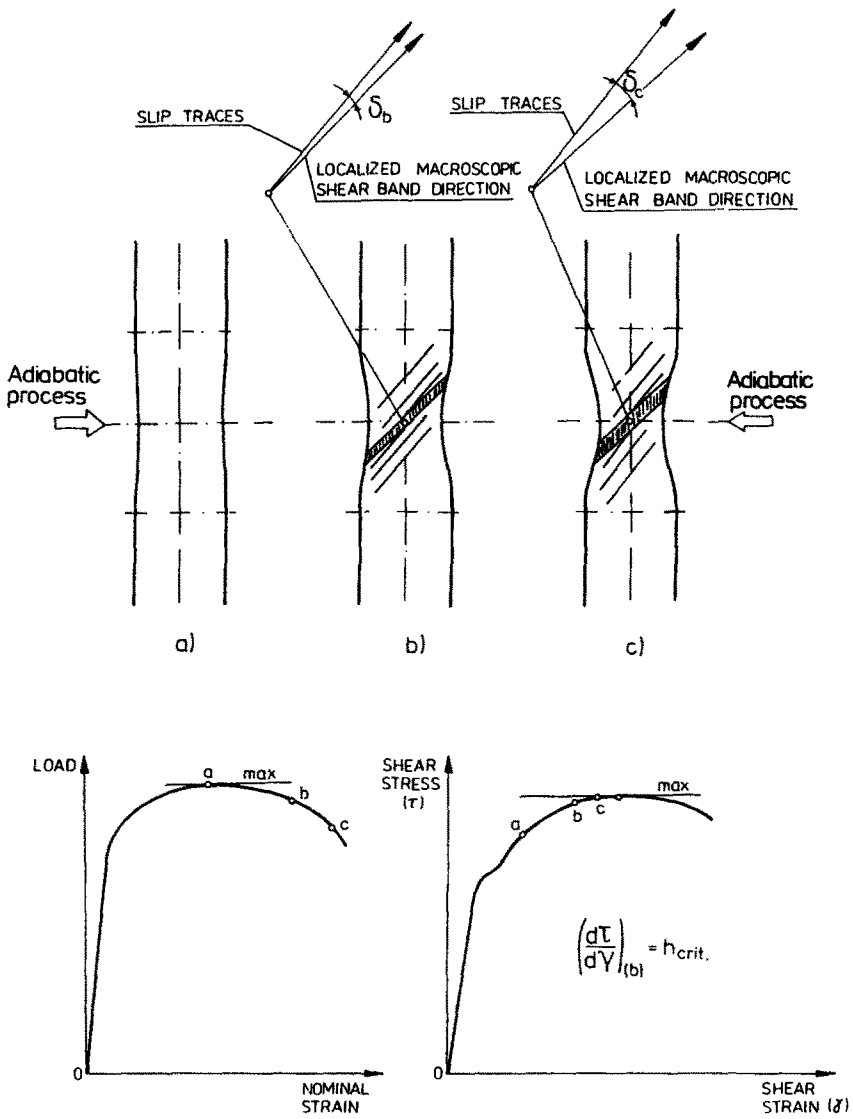 δb
δc
SLIP TRACES
SLIP TRACES
LOCALIZED MACROSCOPIC
SHEAR BAND DIRECTION
LOCALIZED MACROSCOPIC
SHEAR BAND DIRECTION
Adiabatic
process
Adiabatic
process
a)
b)
c)
LOAD
a
max
b
c
0
NOMINAL
STRAIN
SHEAR
STRESS
(τ)
max
a
b
c
(dτ/dγ)(b) = hcrit.
0
SHEAR
STRAIN (γ)